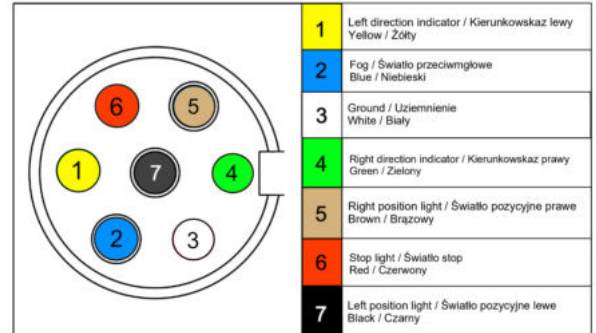 6
5
1
7
4
2
3
1
Left direction indicator / Kierunkowskaz lewy
Yellow / Żółty
2
Fog / Światło przeciwmgłowe
Blue / Niebieski
3
Ground / Uziemnienie
White / Biały
4
Right direction indicator / Kierunkowskaz prawy
Green / Zielony
5
Right position light / Światło pozycyjne prawe
Brown / Brązowy
6
Stop light / Światło stop
Red / Czerwony
7
Left position light / Światło pozycyjne lewe
Black / Czarny